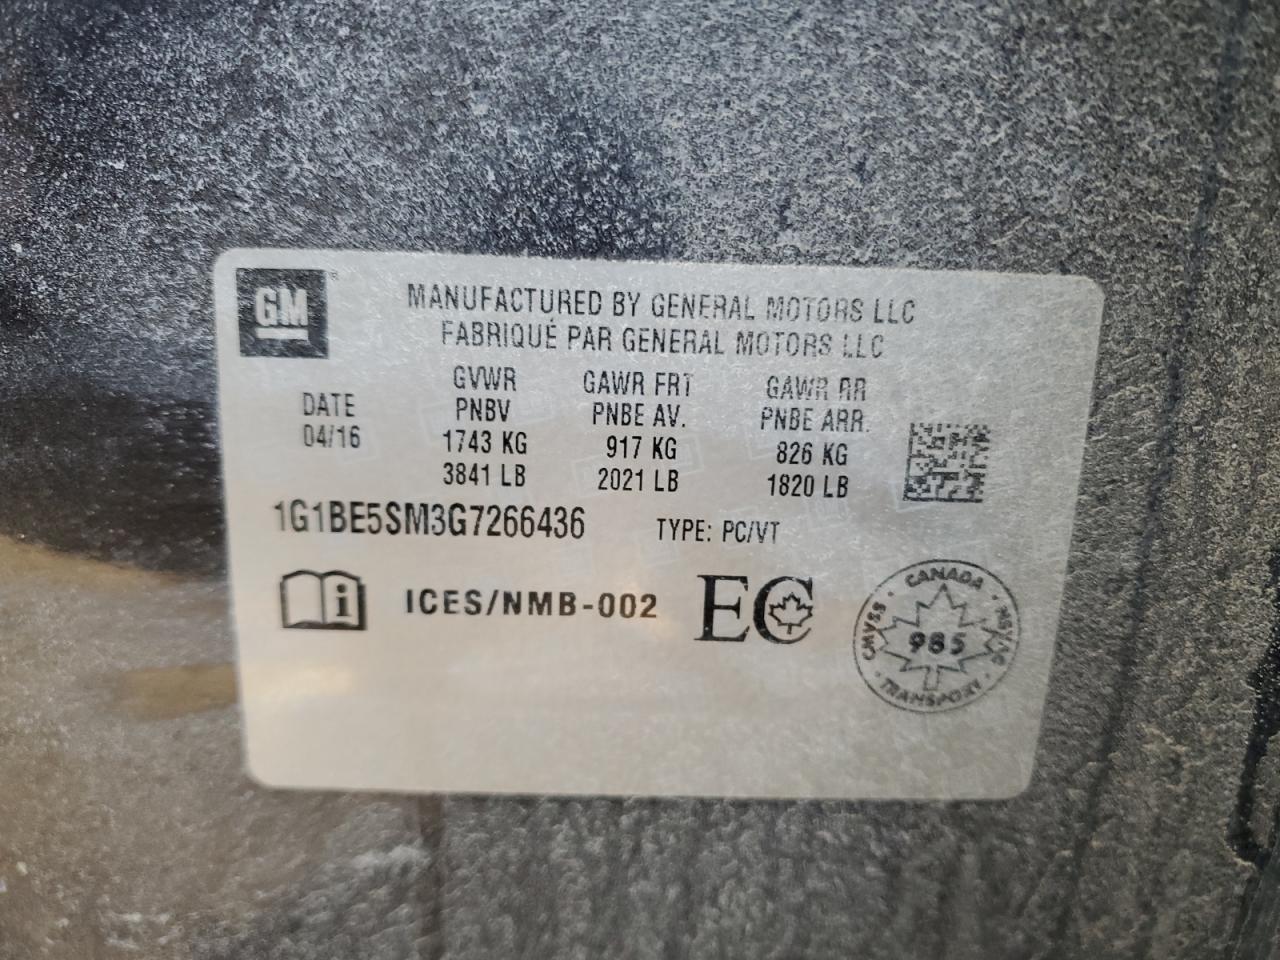 GM
MANUFACTURED BY GENERAL MOTORS LLC
FABRIQUÉ PAR GENERAL MOTORS LLC
DATE
04/16
GVWR
PNBV
1743 KG
3841 LB
GAWR FRT
PNBE AV.
917 KG
2021 LB
GAWR RR
PNBE ARR.
826 KG
1820 LB
1G1BE5SM3G7266436 TYPE: PC/VT
i ICES/NMB-002 EC
CANADA
CMVSS 985 NSVAC
TRANSPORT